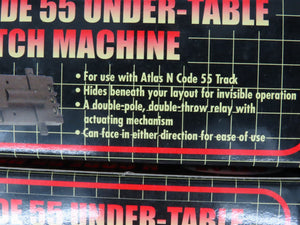 DE 55 UNDER-TABLE
TCH MACHINE
• For use with Atlas N Code 55 Track
• Hides beneath your layout for invisible operation
• A double-pole, double-throw relay with
actuating mechanism
• Can face in either direction for ease of use
DE 55 UNDER-TABLE